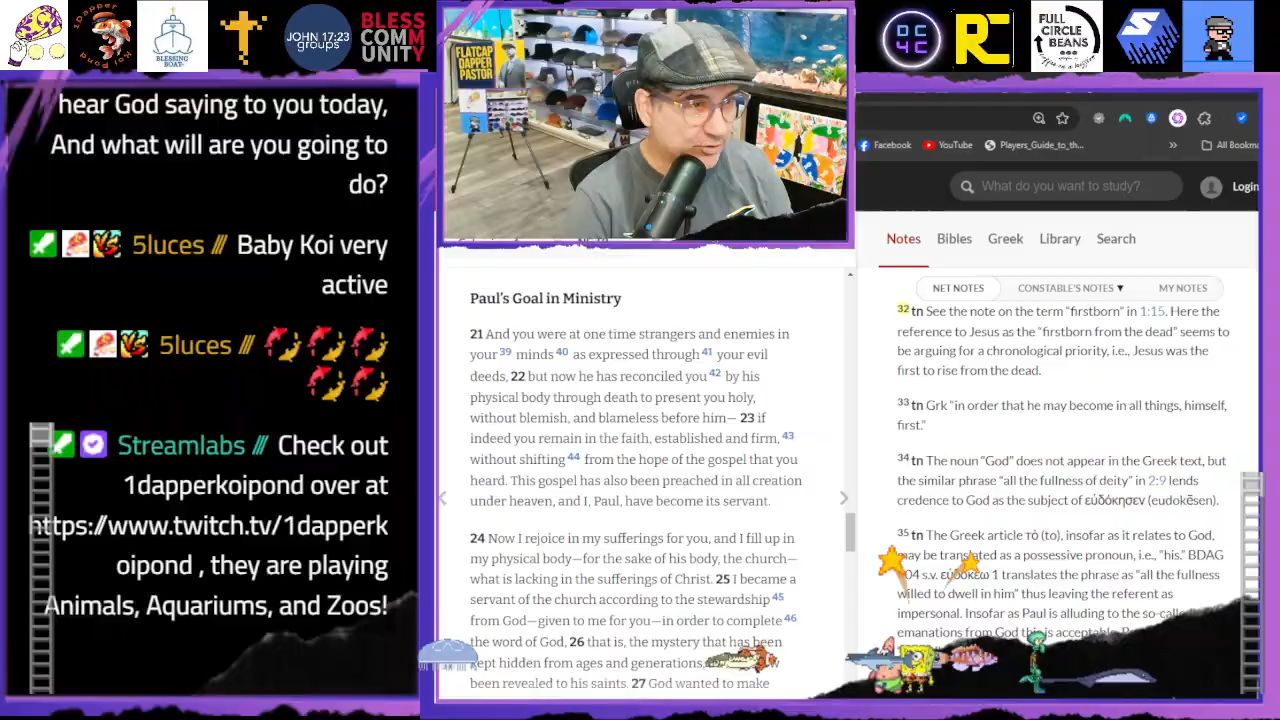 1Dapper
Koi Pond
BLESSING
BOAT
JOHN 17:23
groups
BLESS
COMM
UNITY
OC
4C
RC
FULL
CIRCLE
BEANS
hear God saying to you today,
And what will are you going to
do?
5luces /// Baby Koi very
active
5luces ///
Streamlabs /// Check out
1dapperkoipond over at
https://www.twitch.tv/1dapperk
oipond , they are playing
Animals, Aquariums, and Zoos!
FLATCAP
DAPPER
PASTOR
Paul's Goal in Ministry
21 And you were at one time strangers and enemies in
your 39 minds 40 as expressed through 41 your evil
deeds, 22 but now he has reconciled you 42 by his
physical body through death to present you holy,
without blemish, and blameless before him— 23 if
indeed you remain in the faith, established and firm, 43
without shifting 44 from the hope of the gospel that you
heard. This gospel has also been preached in all creation
under heaven, and I, Paul, have become its servant.
24 Now I rejoice in my sufferings for you, and I fill up in
my physical body—for the sake of his body, the church—
what is lacking in the sufferings of Christ. 25 I became a
servant of the church according to the stewardship 45
from God—given to me for you—in order to complete 46
the word of God, 26 that is, the mystery that has been
kept hidden from ages and generations,
been revealed to his saints. 27 God wanted to make
Facebook YouTube Players_Guide_to_th... » All Bookma
What do you want to study? Login
Notes Bibles Greek Library Search
NET NOTES CONSTABLE'S NOTES ▼ MY NOTES
32 tn See the note on the term “firstborn” in 1:15. Here the
reference to Jesus as the “firstborn from the dead” seems to
be arguing for a chronological priority, i.e., Jesus was the
first to rise from the dead.
33 tn Grk “in order that he may become in all things, himself,
first.”
34 tn The noun “God” does not appear in the Greek text, but
the similar phrase “all the fullness of deity” in 2:9 lends
credence to God as the subject of εὐδόκησεν (eudokēsen).
35 tn The Greek article τό (to), insofar as it relates to God,
may be translated as a possessive pronoun, i.e., “his.” BDAG
404 s.v. εὐδοκέω 1 translates the phrase as “all the fullness
willed to dwell in him” thus leaving the referent as
impersonal. Insofar as Paul is alluding to the so-called
emanations from God this is acceptable.